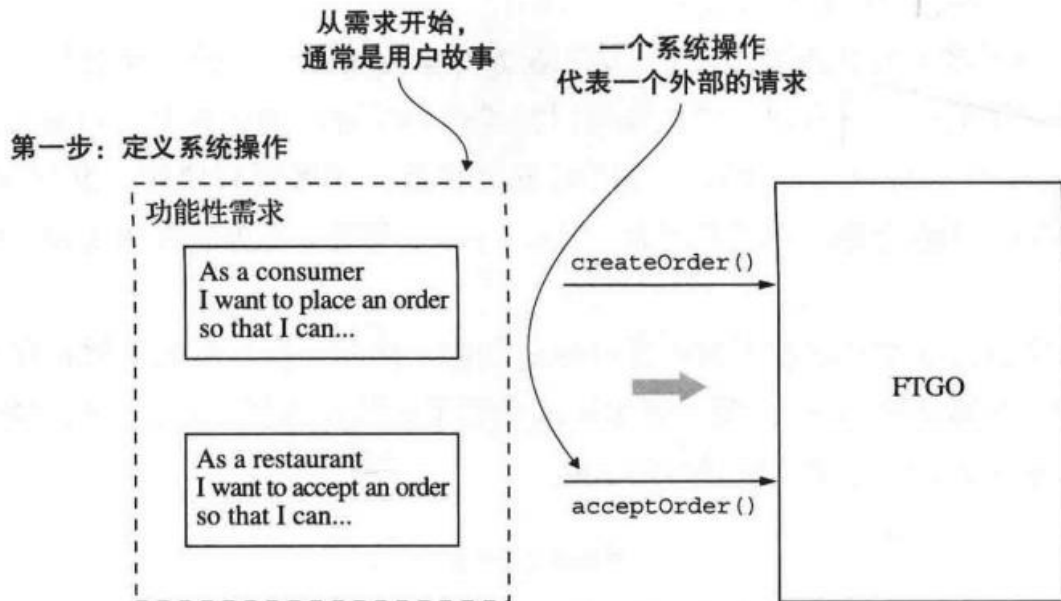 从需求开始，
通常是用户故事
一个系统操作
代表一个外部的请求
第一步：定义系统操作
功能性需求
As a consumer
I want to place an order
so that I can...
createOrder()
FTGO
As a restaurant
I want to accept an order
so that I can...
acceptOrder()